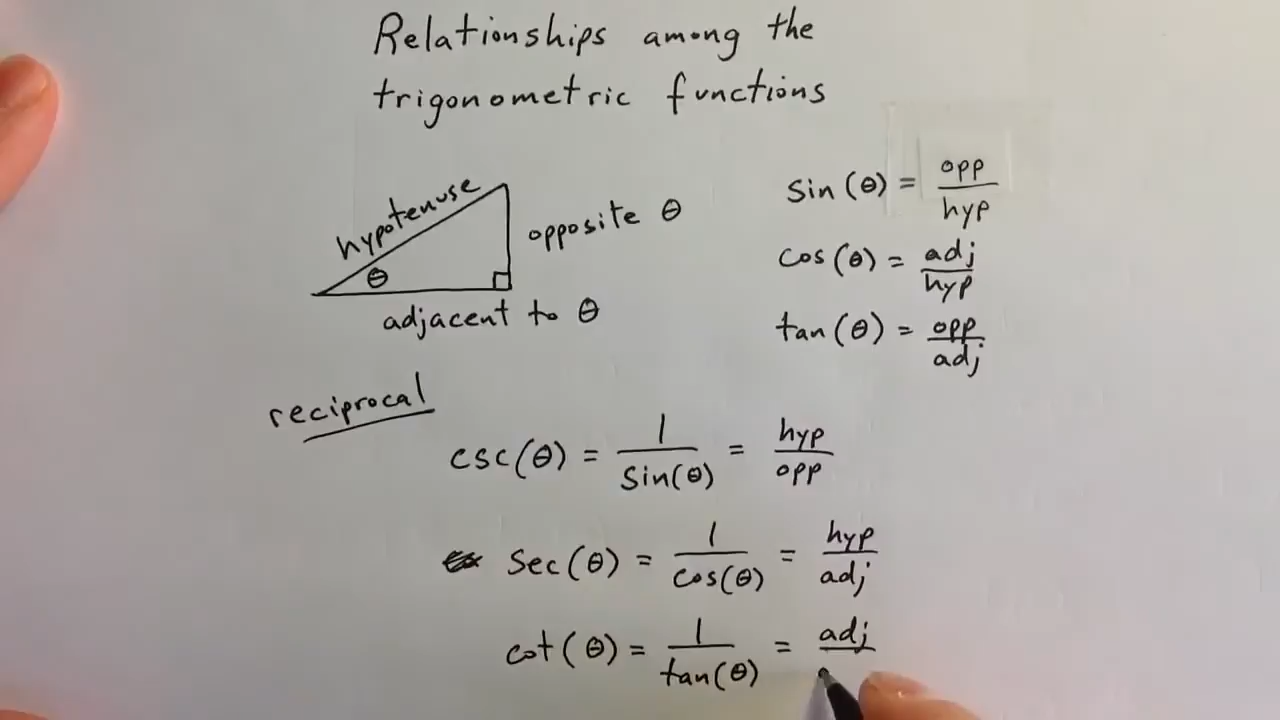 Relationships among the
trigonometric functions
hypotenuse
θ
opposite θ
adjacent to θ
sin(θ) = opp/hyp
cos(θ) = adj/hyp
tan(θ) = opp/adj
reciprocal
csc(θ) = 1/sin(θ) = hyp/opp
sec(θ) = 1/cos(θ) = hyp/adj
cot(θ) = 1/tan(θ) = adj/